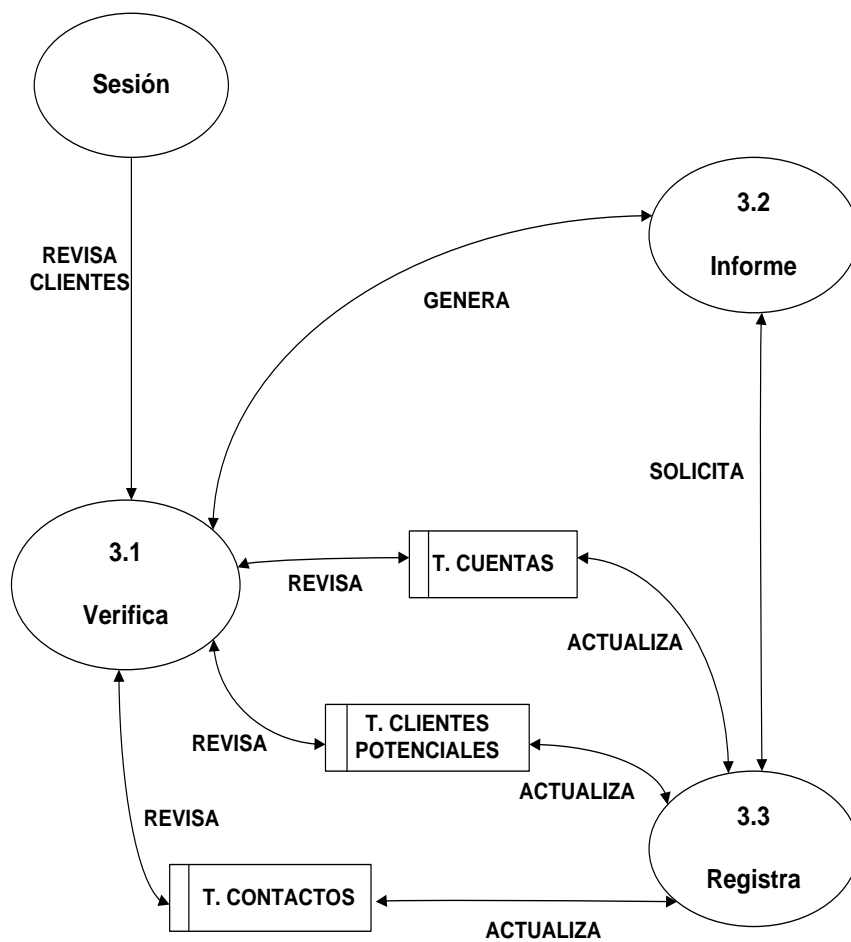 Sesión
REVISA
CLIENTES
3.2
Informe
GENERA
SOLICITA
3.1
Verifica
REVISA
T. CUENTAS
ACTUALIZA
REVISA
T. CLIENTES
POTENCIALES
ACTUALIZA
REVISA
3.3
Registra
T. CONTACTOS
ACTUALIZA